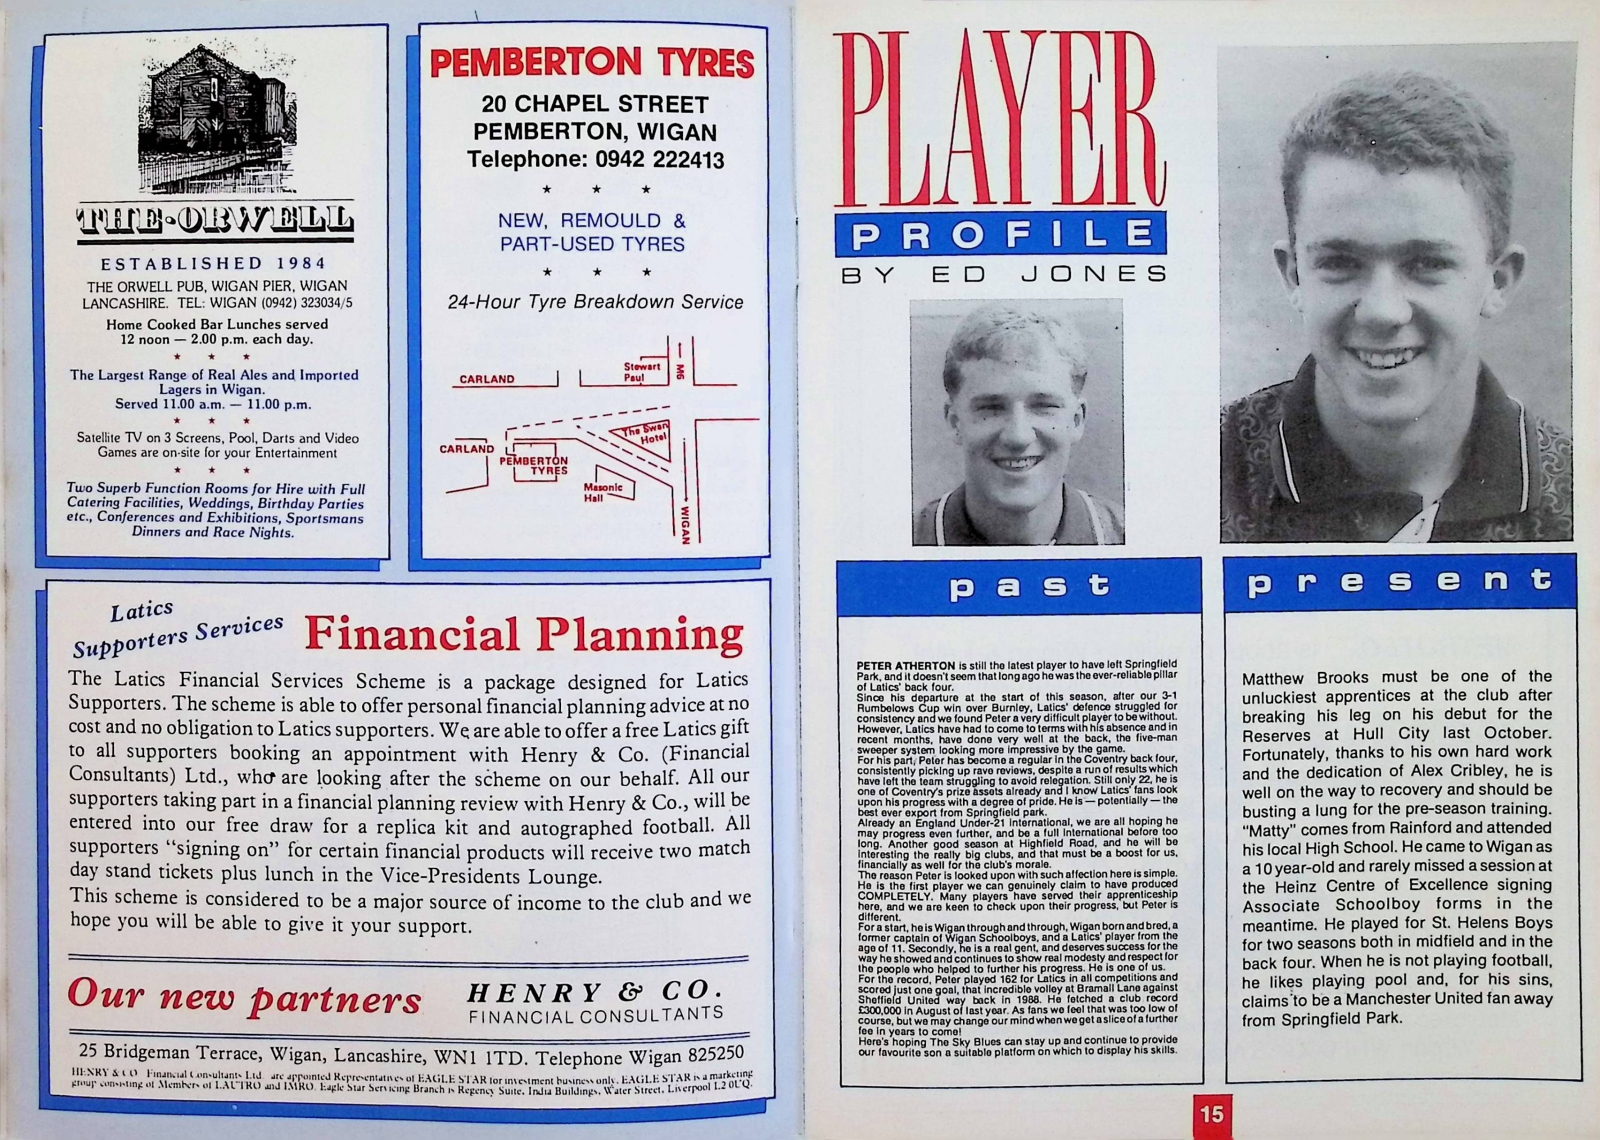 THE·ORWELL
ESTABLISHED 1984
THE ORWELL PUB, WIGAN PIER, WIGAN
LANCASHIRE. TEL: WIGAN (0942) 323034/5
Home Cooked Bar Lunches served
12 noon — 2.00 p.m. each day.
★ ★ ★
The Largest Range of Real Ales and Imported
Lagers in Wigan.
Served 11.00 a.m. — 11.00 p.m.
★ ★ ★
Satellite TV on 3 Screens, Pool, Darts and Video
Games are on-site for your Entertainment
★ ★ ★
Two Superb Function Rooms for Hire with Full
Catering Facilities, Weddings, Birthday Parties
etc., Conferences and Exhibitions, Sportsmans
Dinners and Race Nights.
PEMBERTON TYRES
20 CHAPEL STREET
PEMBERTON, WIGAN
Telephone: 0942 222413
★ ★ ★
NEW, REMOULD &
PART-USED TYRES
★ ★ ★
24-Hour Tyre Breakdown Service
CARLAND
Stewart
Paul
M6
The Swan
Hotel
CARLAND
PEMBERTON
TYRES
Masonic
Hall
WIGAN
Latics
Supporters Services
Financial Planning
The Latics Financial Services Scheme is a package designed for Latics
Supporters. The scheme is able to offer personal financial planning advice at no
cost and no obligation to Latics supporters. We are able to offer a free Latics gift
to all supporters booking an appointment with Henry & Co. (Financial
Consultants) Ltd., who are looking after the scheme on our behalf. All our
supporters taking part in a financial planning review with Henry & Co., will be
entered into our free draw for a replica kit and autographed football. All
supporters “signing on” for certain financial products will receive two match
day stand tickets plus lunch in the Vice-Presidents Lounge.
This scheme is considered to be a major source of income to the club and we
hope you will be able to give it your support.
Our new partners
HENRY & CO.
FINANCIAL CONSULTANTS
25 Bridgeman Terrace, Wigan, Lancashire, WN1 1TD. Telephone Wigan 825250
HENRY & CO Financial Consultants Ltd. are appointed Representatives of EAGLE STAR for investment business only. EAGLE STAR is a marketing
group consisting of Members of LAUTRO and IMRO. Eagle Star Servicing Branch is Regency Suite, India Buildings, Water Street, Liverpool L2 0UQ.
PLAYER
PROFILE
BY ED JONES
past
PETER ATHERTON is still the latest player to have left Springfield
Park, and it doesn't seem that long ago he was the ever-reliable pillar
of Latics' back four.
Since his departure at the start of this season, after our 3-1
Rumbelows Cup win over Burnley, Latics' defence struggled for
consistency and we found Peter a very difficult player to be without.
However, Latics have had to come to terms with his absence and in
recent months, have done very well at the back, the five-man
sweeper system looking more impressive by the game.
For his part, Peter has become a regular in the Coventry back four,
consistently picking up rave reviews, despite a run of results which
have left the team struggling to avoid relegation. Still only 22, he is
one of Coventry's prize assets already and I know Latics' fans look
upon his progress with a degree of pride. He is — potentially — the
best ever export from Springfield park.
Already an England Under-21 International, we are all hoping he
may progress even further, and be a full International before too
long. Another good season at Highfield Road, and he will be
interesting the really big clubs, and that must be a boost for us,
financially as well for the club's morale.
The reason Peter is looked upon with such affection here is simple.
He is the first player we can genuinely claim to have produced
COMPLETELY. Many players have served their apprenticeship
here, and we are keen to check upon their progress, but Peter is
different.
For a start, he is Wigan through and through, Wigan born and bred, a
former captain of Wigan Schoolboys, and a Latics' player from the
age of 11. Secondly, he is a real gent, and deserves success for the
way he showed and continues to show real modesty and respect for
the people who helped to further his progress. He is one of us.
For the record, Peter played 162 for Latics in all competitions and
scored just one goal, that incredible volley at Bramall Lane against
Sheffield United way back in 1988. He fetched a club record
£300,000 in August of last year. As fans we feel that was too low of
course, but we may change our mind when we get a slice of a further
fee in years to come!
Here's hoping The Sky Blues can stay up and continue to provide
our favourite son a suitable platform on which to display his skills.
present
Matthew Brooks must be one of the
unluckiest apprentices at the club after
breaking his leg on his debut for the
Reserves at Hull City last October.
Fortunately, thanks to his own hard work
and the dedication of Alex Cribley, he is
well on the way to recovery and should be
busting a lung for the pre-season training.
"Matty" comes from Rainford and attended
his local High School. He came to Wigan as
a 10 year-old and rarely missed a session at
the Heinz Centre of Excellence signing
Associate Schoolboy forms in the
meantime. He played for St. Helens Boys
for two seasons both in midfield and in the
back four. When he is not playing football,
he likes playing pool and, for his sins,
claims to be a Manchester United fan away
from Springfield Park.
15